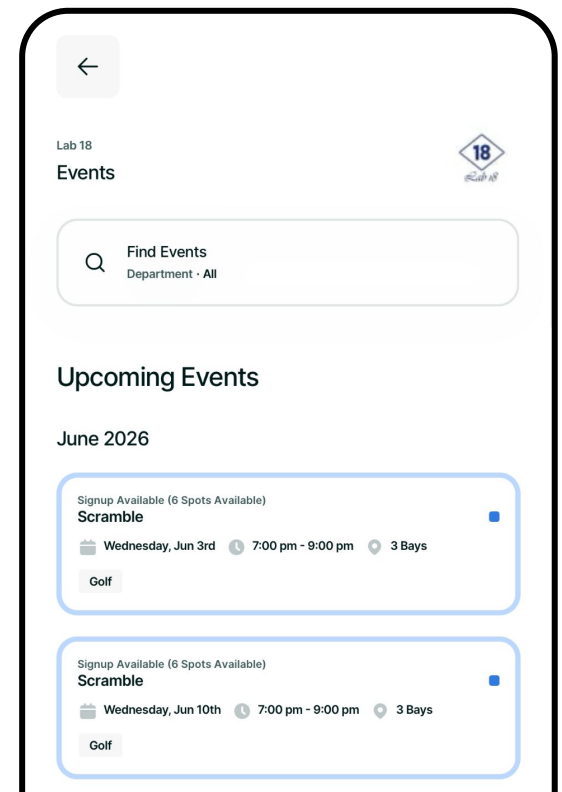 Lab 18
Events
18
Lab 18
Find Events
Department · All
Upcoming Events
June 2026
Signup Available (6 Spots Available)
Scramble
Wednesday, Jun 3rd 7:00 pm - 9:00 pm 3 Bays
Golf
Signup Available (6 Spots Available)
Scramble
Wednesday, Jun 10th 7:00 pm - 9:00 pm 3 Bays
Golf